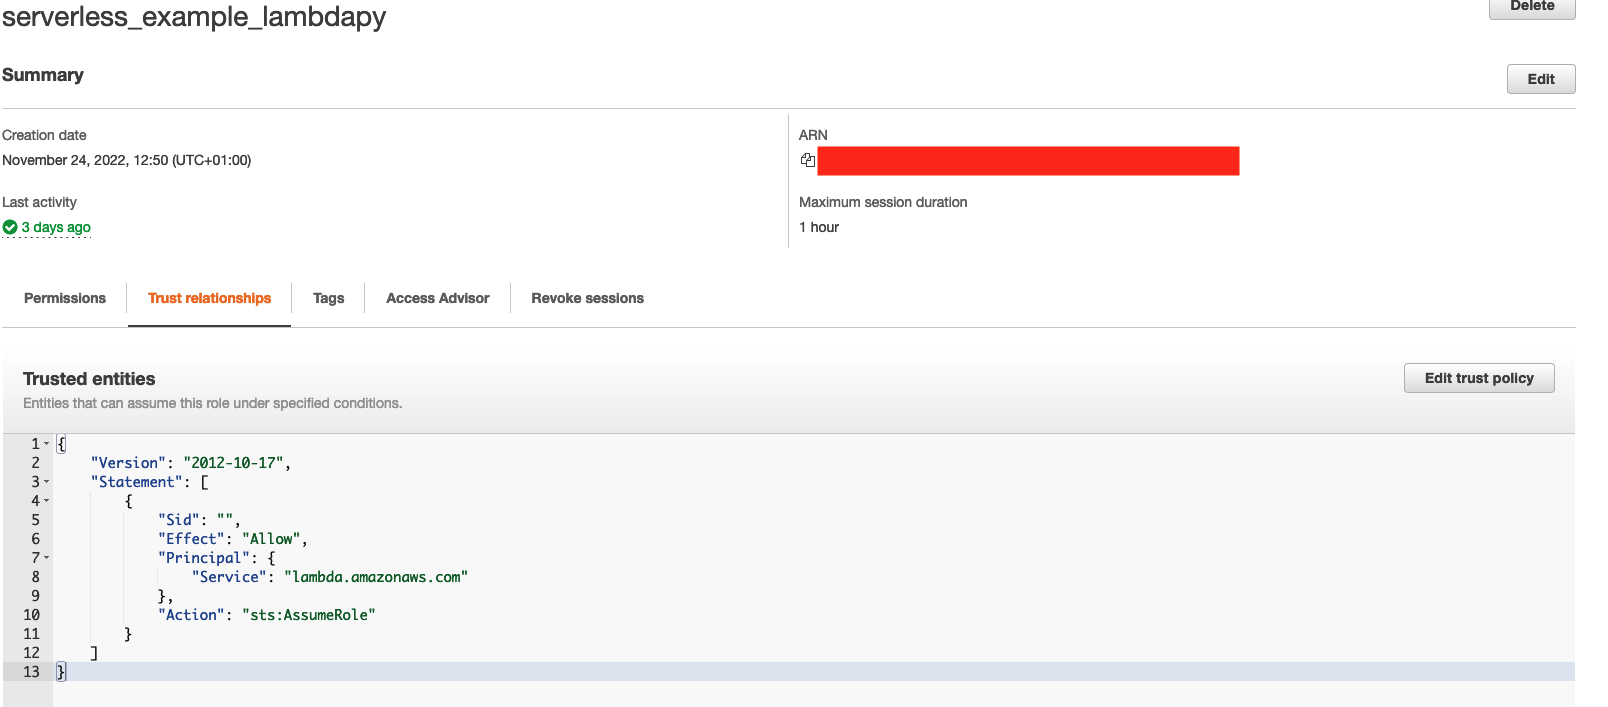 serverless_example_lambdapy
Delete
Summary
Edit
Creation date
November 24, 2022, 12:50 (UTC+01:00)
Last activity
3 days ago
ARN
Maximum session duration
1 hour
Permissions
Trust relationships
Tags
Access Advisor
Revoke sessions
Trusted entities
Entities that can assume this role under specified conditions.
Edit trust policy
1 {
2 "Version": "2012-10-17",
3 "Statement": [
4 {
5 "Sid": "",
6 "Effect": "Allow",
7 "Principal": {
8 "Service": "lambda.amazonaws.com"
9 },
10 "Action": "sts:AssumeRole"
11 }
12 ]
13 }